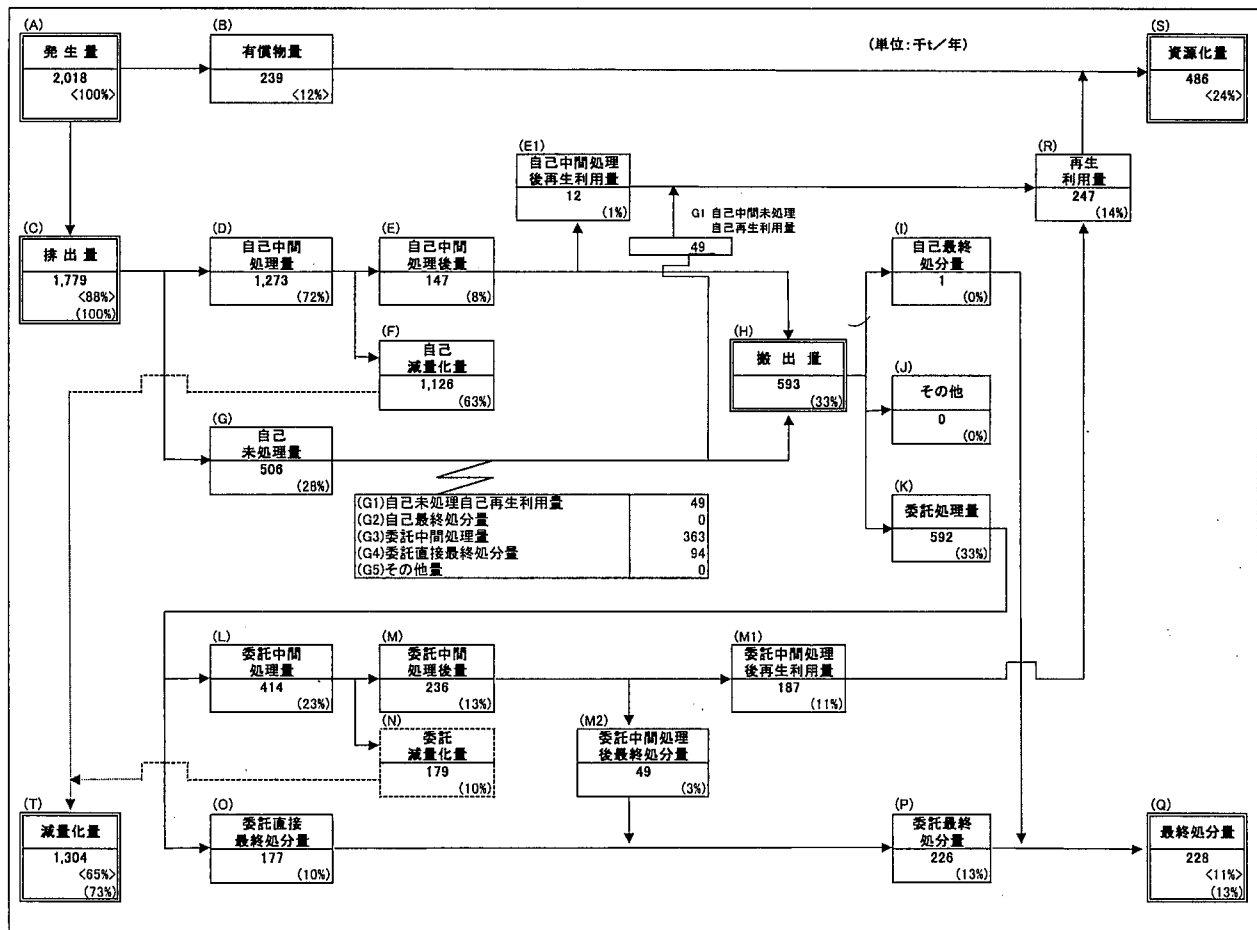 (A)
発生量
2,018
<100%>
(B)
有償物量
239
<12%>
(単位:千t/年)
(S)
資源化量
486
<24%>
(E1)
自己中間処理
後再生利用量
12
(1%)
G1 自己中間未処理
自己再生利用量
49
(R)
再生
利用量
247
(14%)
(C)
排出量
1,779
<88%>
(100%)
(D)
自己中間
処理量
1,273
(72%)
(E)
自己中間
処理後量
147
(8%)
(I)
自己最終
処分量
1
(0%)
(F)
自己
減量化量
1,126
(63%)
(H)
搬出量
593
(33%)
(J)
その他
0
(0%)
(G)
自己
未処理量
506
(28%)
(G1)自己未処理自己再生利用量 49
(G2)自己最終処分量 0
(G3)委託中間処理量 363
(G4)委託直接最終処分量 94
(G5)その他量 0
(K)
委託処理量
592
(33%)
(L)
委託中間
処理量
414
(23%)
(M)
委託中間
処理後量
236
(13%)
(M1)
委託中間処理
後再生利用量
187
(11%)
(N)
委託
減量化量
179
(10%)
(M2)
委託中間処理
後最終処分量
49
(3%)
(T)
減量化量
1,304
<65%>
(73%)
(O)
委託直接
最終処分量
177
(10%)
(P)
委託最終
処分量
226
(13%)
(Q)
最終処分量
228
<11%>
(13%)